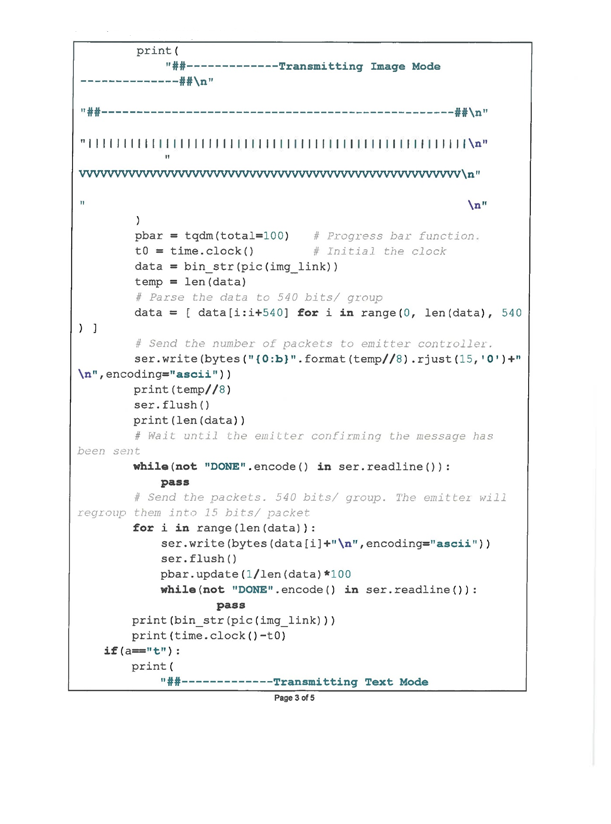 print(
            "##-------------Transmitting Image Mode
--------------##\n"

"##--------------------------------------------------##\n"

"||||||||||||||||||||||||||||||||||||||||||||||||||||||\n"
            "
VVVVVVVVVVVVVVVVVVVVVVVVVVVVVVVVVVVVVVVVVVVVVVVVVVVVVV\n"

"                                                      \n"
        )
        pbar = tqdm(total=100)   # Progress bar function.
        t0 = time.clock()        # Initial the clock
        data = bin_str(pic(img_link))
        temp = len(data)
        # Parse the data to 540 bits/ group
        data = [ data[i:i+540] for i in range(0, len(data), 540
) ]
        # Send the number of packets to emitter controller.
        ser.write(bytes("{0:b}".format(temp//8).rjust(15,'0')+"
\n",encoding="ascii"))
        print(temp//8)
        ser.flush()
        print(len(data))
        # Wait until the emitter confirming the message has
been sent
        while(not "DONE".encode() in ser.readline()):
            pass
        # Send the packets. 540 bits/ group. The emitter will
regroup them into 15 bits/ packet
        for i in range(len(data)):
            ser.write(bytes(data[i]+"\n",encoding="ascii"))
            ser.flush()
            pbar.update(1/len(data)*100
            while(not "DONE".encode() in ser.readline()):
                    pass
        print(bin_str(pic(img_link)))
        print(time.clock()-t0)
    if(a=="t"):
        print(
            "##-------------Transmitting Text Mode
Page 3 of 5